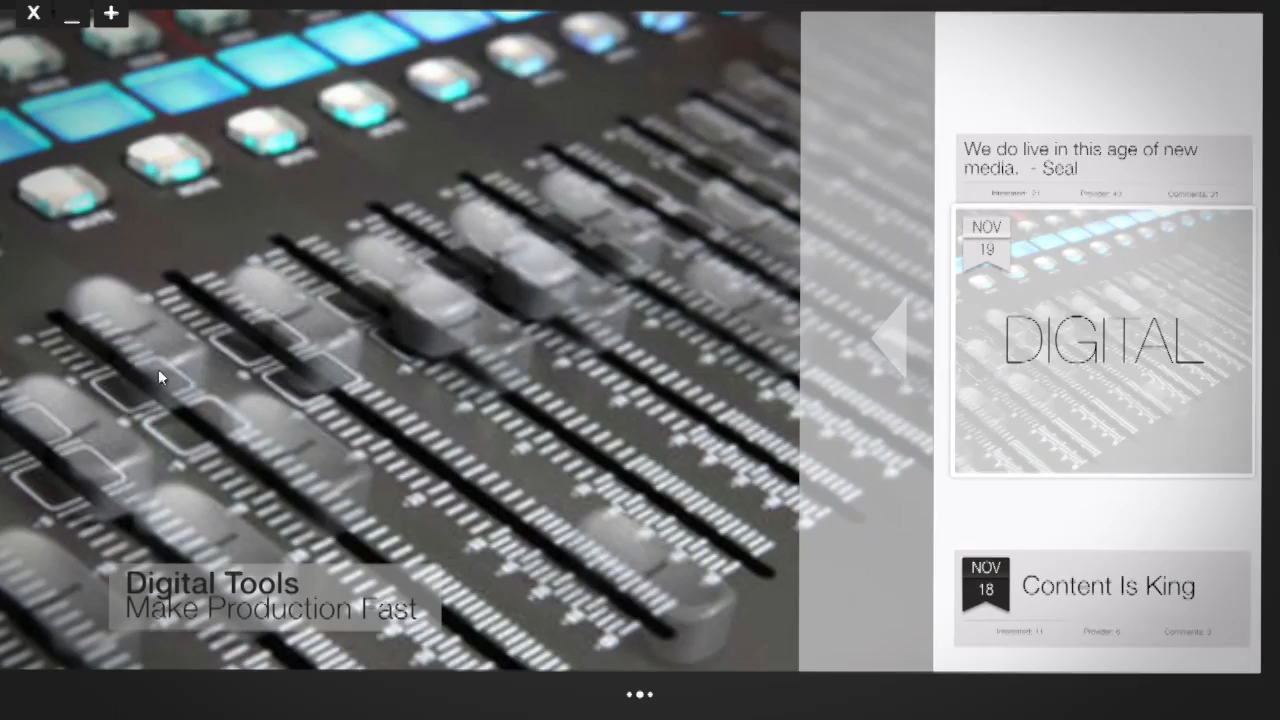 X _ +
We do live in this age of new
media. - Seal
NOV
19
DIGITAL
Digital Tools
Make Production Fast
NOV
18
Content Is King